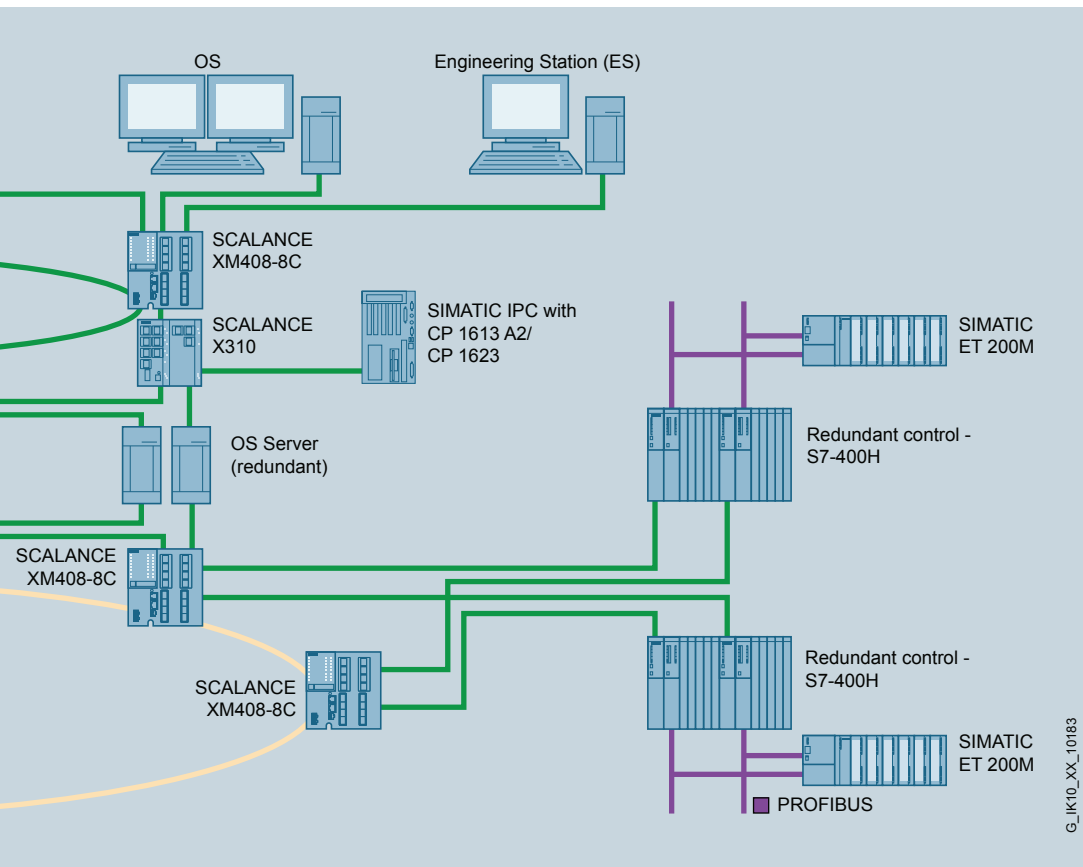 OS
Engineering Station (ES)
SCALANCE
XM408-8C
SCALANCE
X310
SIMATIC IPC with
CP 1613 A2/
CP 1623
SIMATIC
ET 200M
OS Server
(redundant)
Redundant control -
S7-400H
SCALANCE
XM408-8C
SCALANCE
XM408-8C
Redundant control -
S7-400H
SIMATIC
ET 200M
PROFIBUS
G_IK10_XX_10183